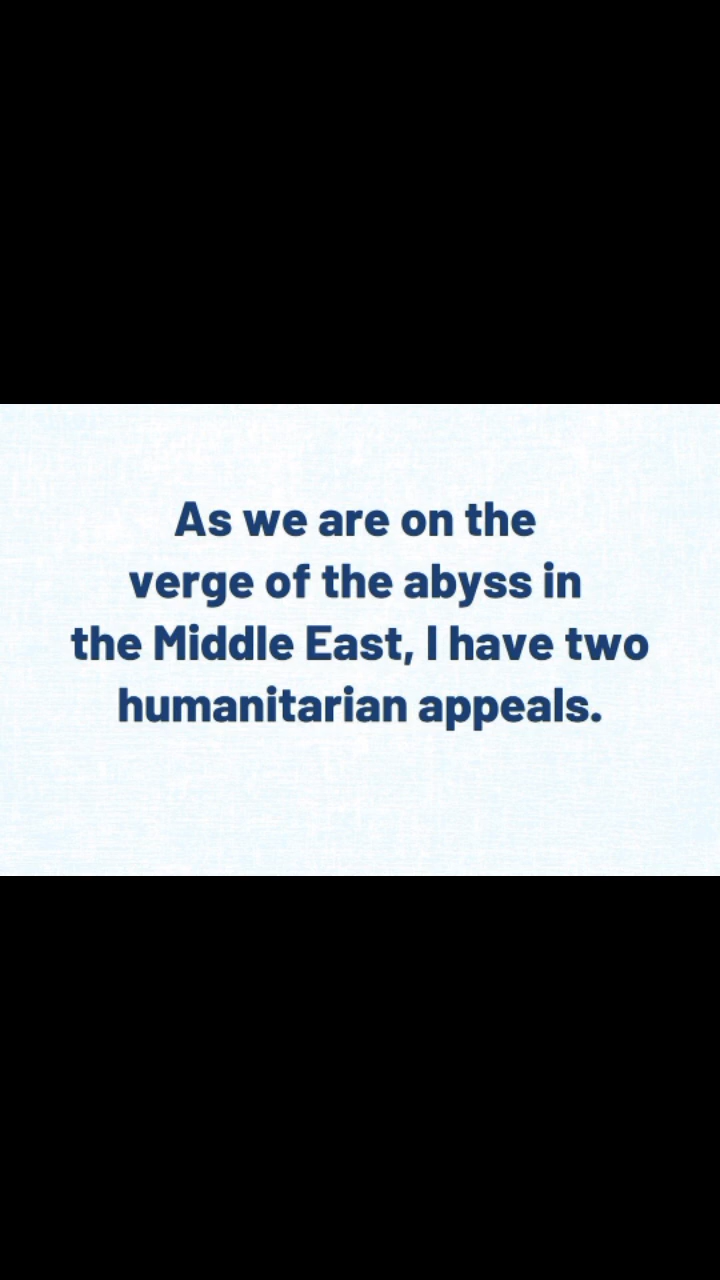 As we are on the
verge of the abyss in
the Middle East, I have two
humanitarian appeals.